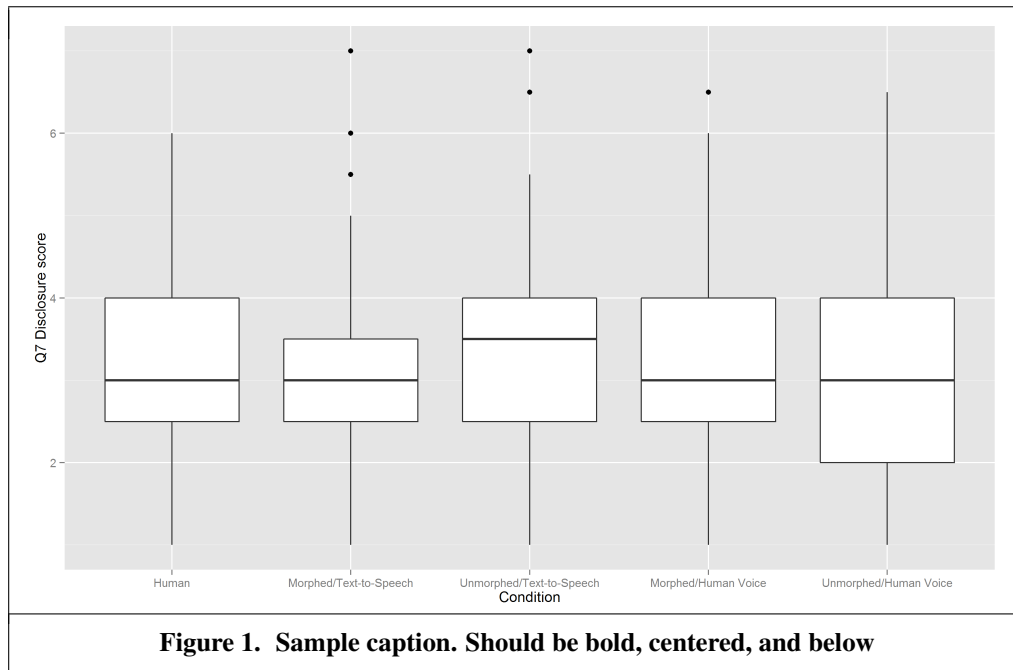 6
4
2
Q7 Disclosure score
Human
Morphed/Text-to-Speech
Unmorphed/Text-to-Speech
Morphed/Human Voice
Unmorphed/Human Voice
Condition
Figure 1. Sample caption. Should be bold, centered, and below